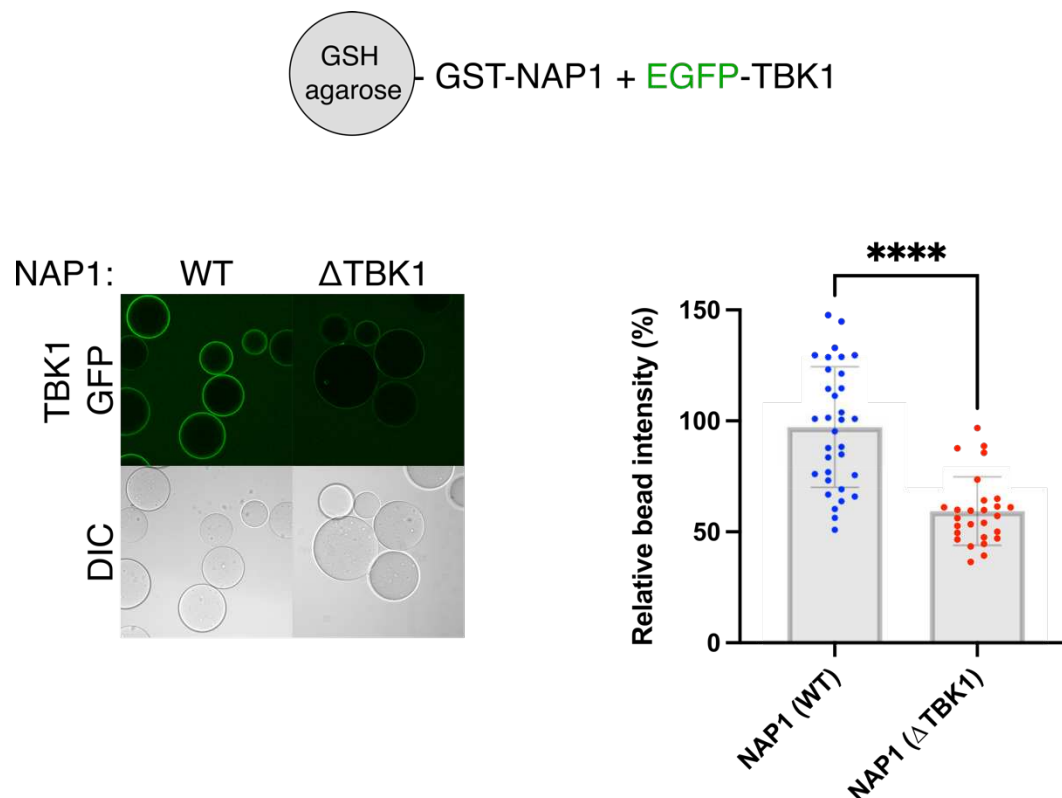 GSH
agarose
- GST-NAP1 + EGFP-TBK1
NAP1: WT ΔTBK1
TBK1
GFP
DIC
****
Relative bead intensity (%)
150
100
50
0
NAP1 (WT)
NAP1 (ΔTBK1)